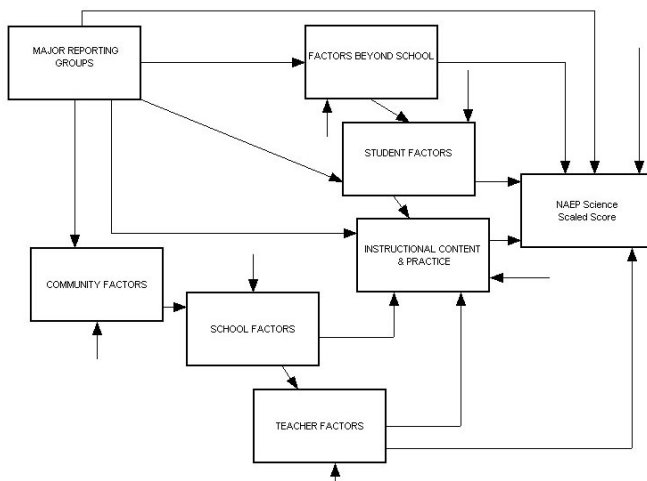 MAJOR REPORTING
GROUPS
FACTORS BEYOND SCHOOL
STUDENT FACTORS
NAEP Science
Scaled Score
INSTRUCTIONAL CONTENT
& PRACTICE
COMMUNITY FACTORS
SCHOOL FACTORS
TEACHER FACTORS